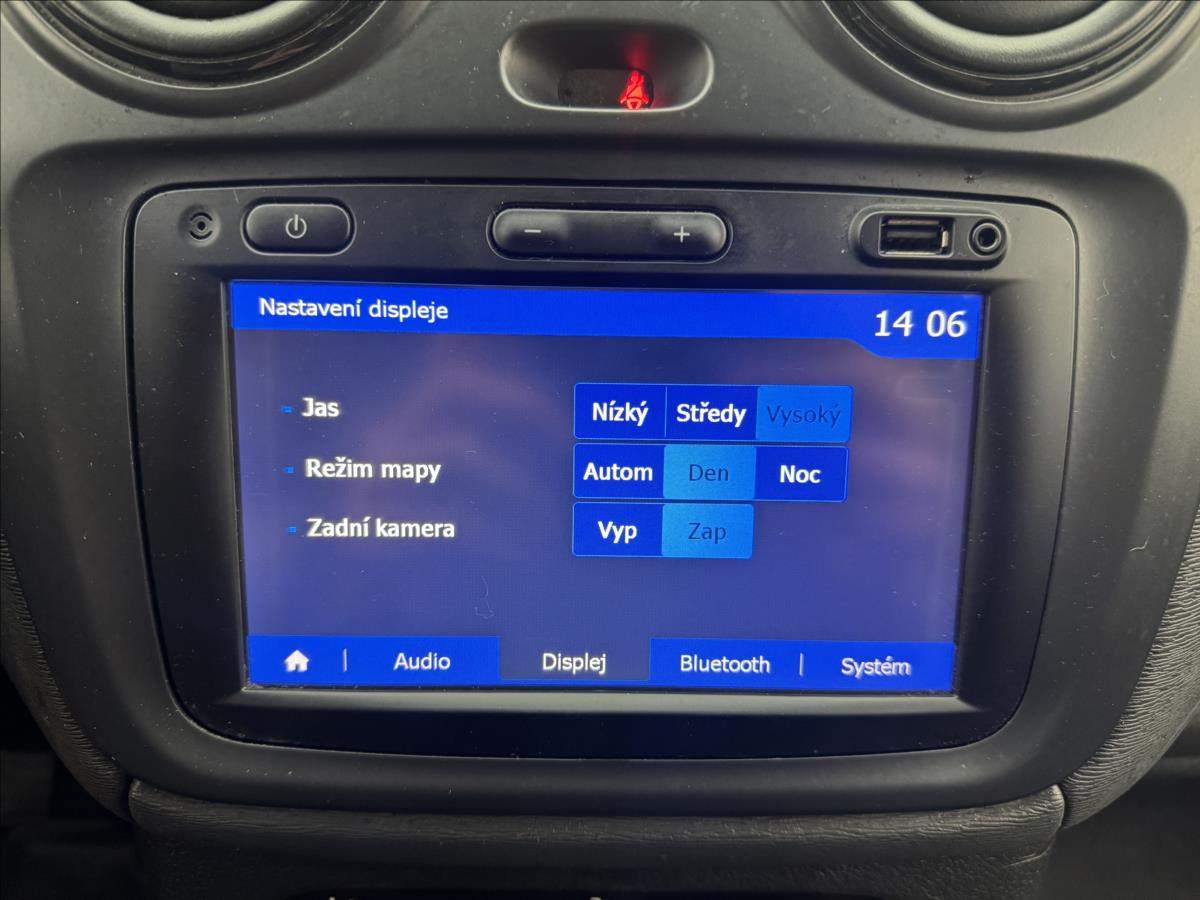 Nastavení displeje
14 06
Jas Nízký Středy Vysoký
Režim mapy Autom Den Noc
Zadní kamera Vyp Zap
Audio Displej Bluetooth Systém